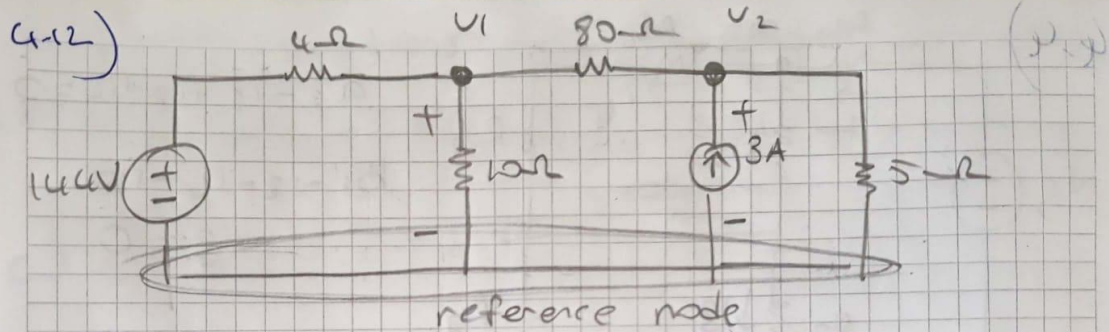 4-12)
4Ω
V1
80Ω
V2
+
+
144V
+
-
10Ω
3A
5Ω
-
-
reference node